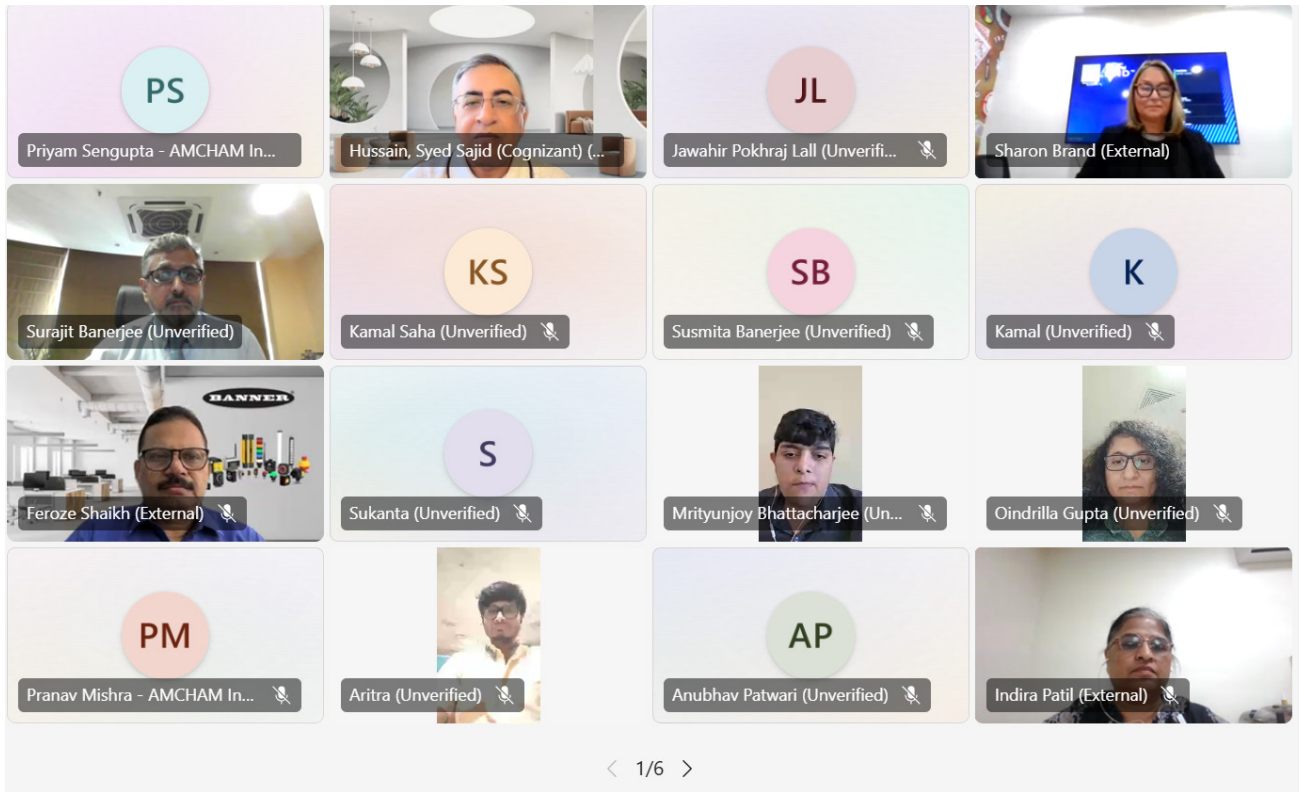 PS
Priyam Sengupta - AMCHAM In...
Hussain, Syed Sajid (Cognizant) (...
JL
Jawahir Pokhraj Lall (Unverifi...
Sharon Brand (External)
Surajit Banerjee (Unverified)
KS
Kamal Saha (Unverified)
SB
Susmita Banerjee (Unverified)
K
Kamal (Unverified)
BANNER
Feroze Shaikh (External)
S
Sukanta (Unverified)
Mrityunjoy Bhattacharjee (Un...
Oindrilla Gupta (Unverified)
PM
Pranav Mishra - AMCHAM In...
Aritra (Unverified)
AP
Anubhav Patwari (Unverified)
Indira Patil (External)
1/6